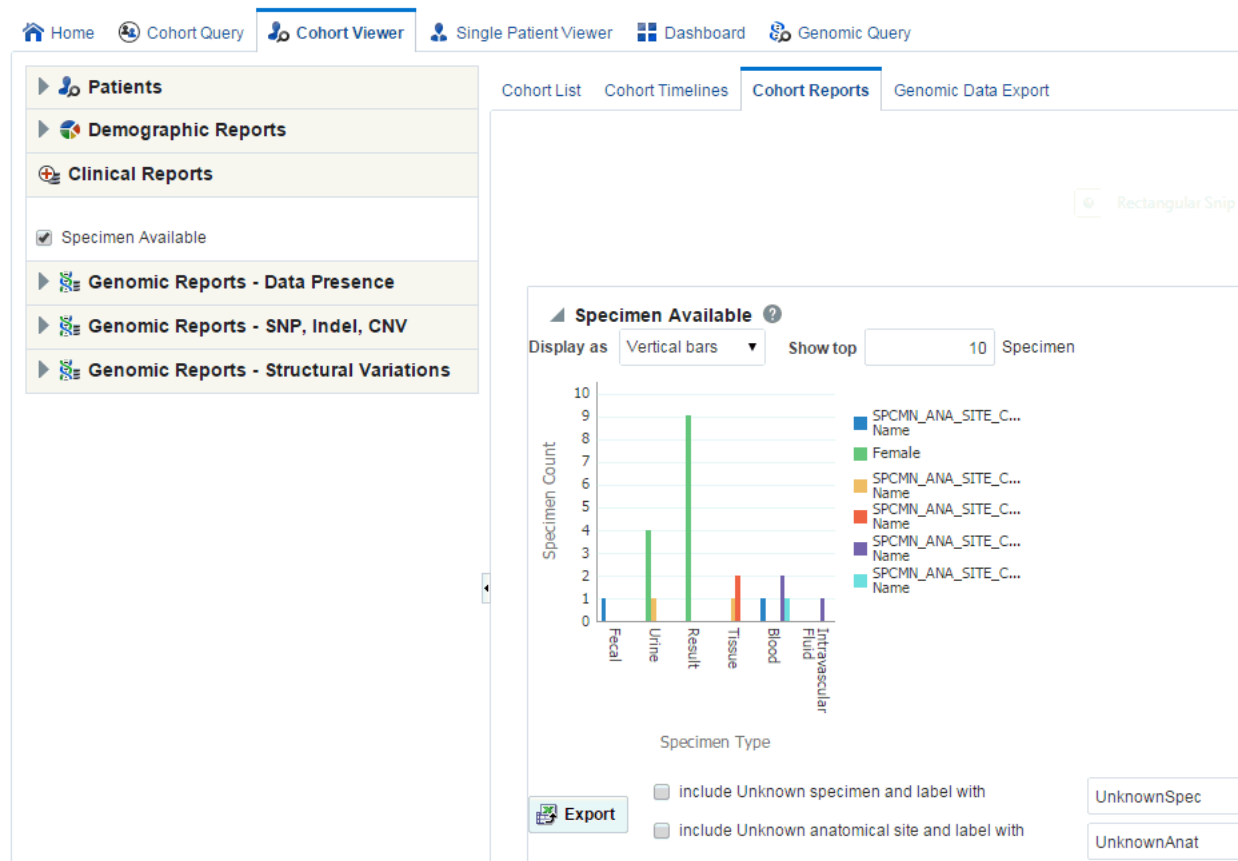 Home Cohort Query Cohort Viewer Single Patient Viewer Dashboard Genomic Query
Patients
Demographic Reports
Clinical Reports
Specimen Available
Genomic Reports - Data Presence
Genomic Reports - SNP, Indel, CNV
Genomic Reports - Structural Variations
Cohort List Cohort Timelines Cohort Reports Genomic Data Export
Rectangular Snip
Specimen Available ?
Display as Vertical bars Show top 10 Specimen
10
9
8
7
6
5
4
3
2
1
0
Specimen Count
Fecal
Urine
Result
Tissue
Blood
Intravascular
Fluid
Specimen Type
SPCMN_ANA_SITE_C...
Name
Female
SPCMN_ANA_SITE_C...
Name
SPCMN_ANA_SITE_C...
Name
SPCMN_ANA_SITE_C...
Name
SPCMN_ANA_SITE_C...
Name
Export
include Unknown specimen and label with UnknownSpec
include Unknown anatomical site and label with UnknownAnat